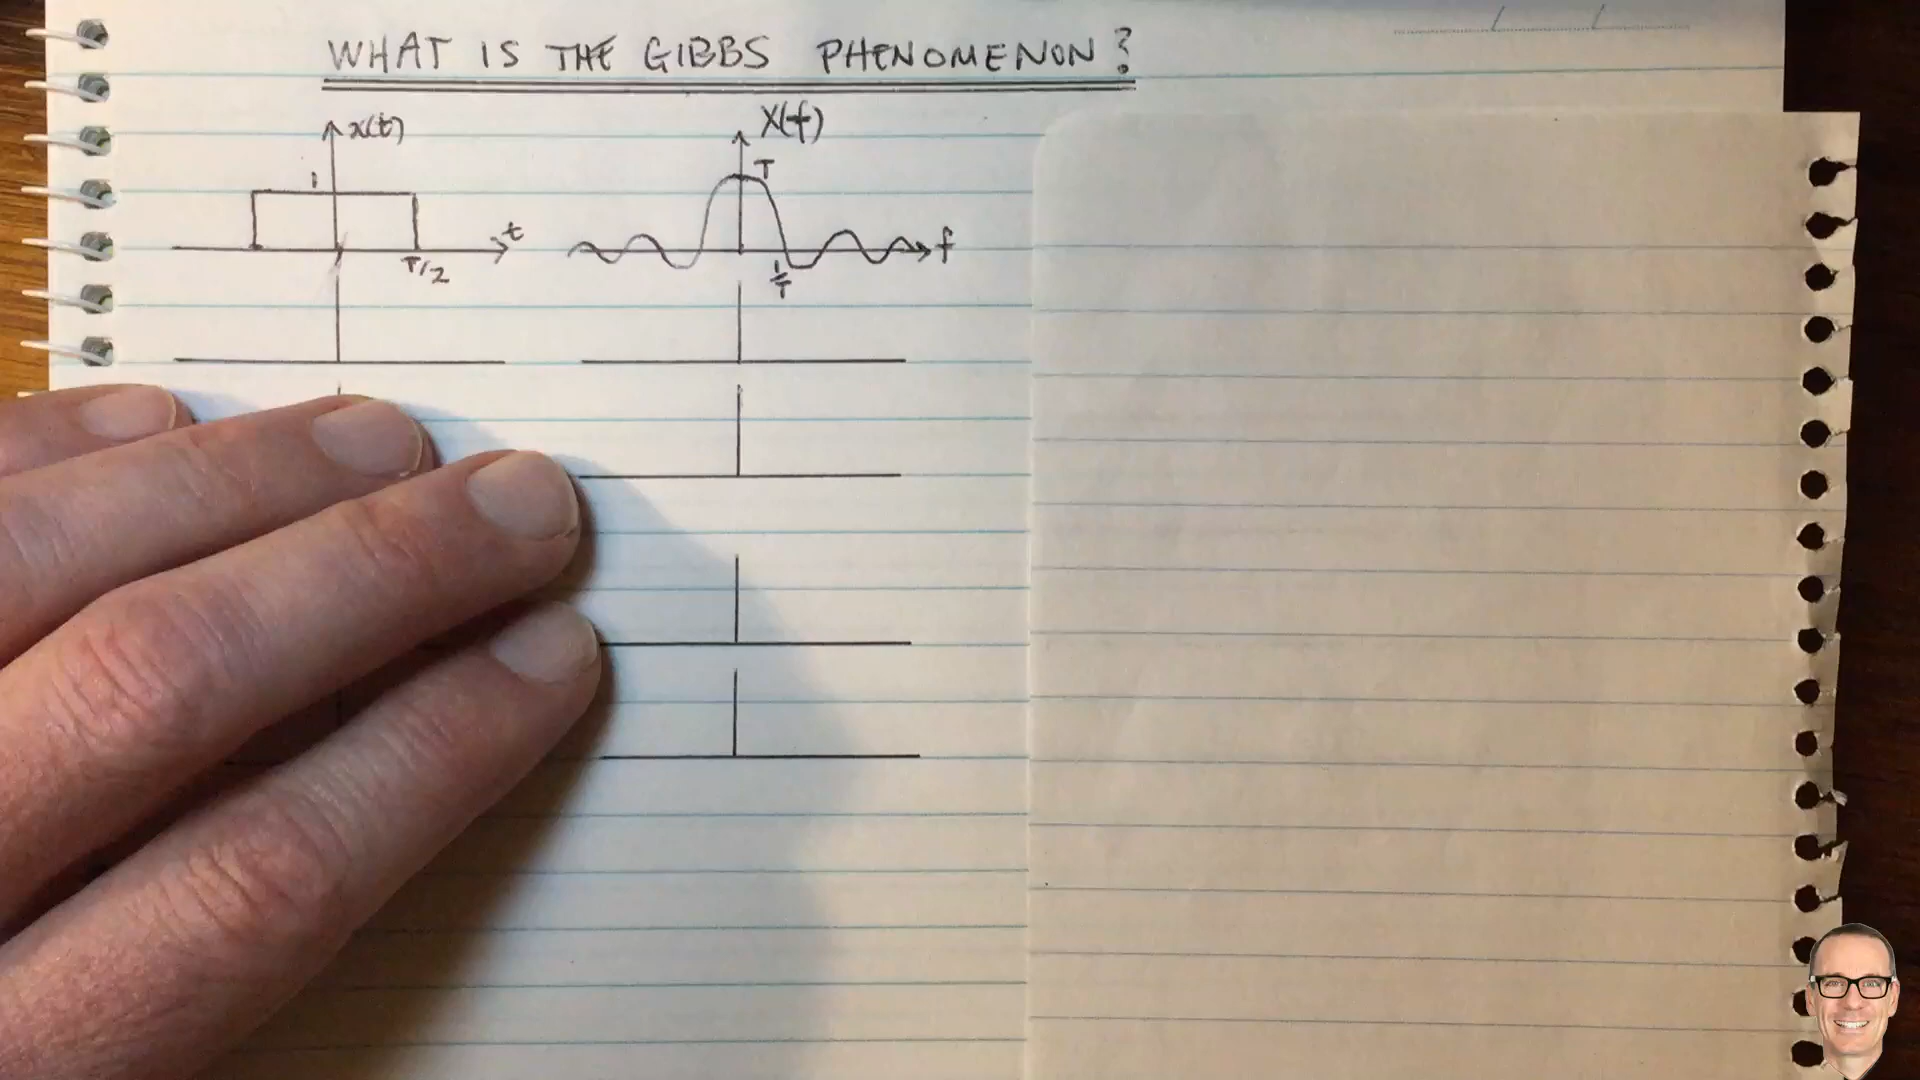 WHAT IS THE GIBBS PHENOMENON?
x(t)
X(f)
1
T
t
f
T/2
1/T